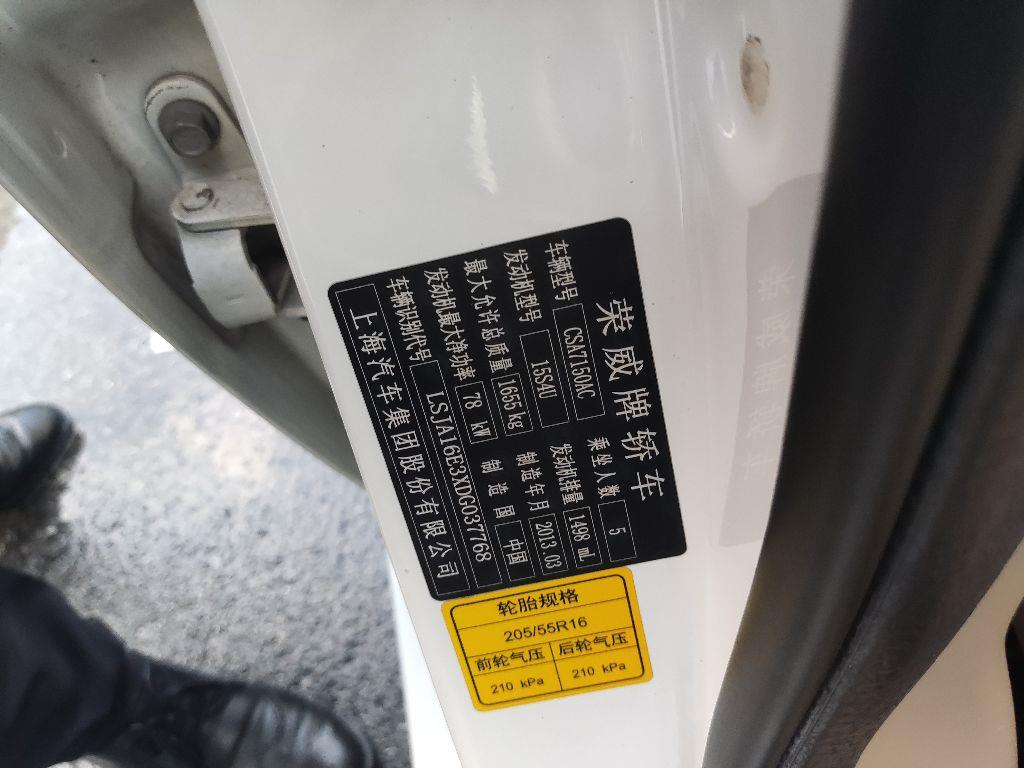 荣威牌轿车
车辆型号 CSA7150AC 乘坐人数 5
发动机型号 15S4U 发动机排量 1498 mL
最大允许总质量 1655 kg 制造年月 2013.03
发动机最大净功率 78 kW 制造国 中国
车辆识别代号 LSJA16E3XDG037768
上海汽车集团股份有限公司
轮胎规格
205/55R16
前轮气压 后轮气压
210 kPa 210 kPa